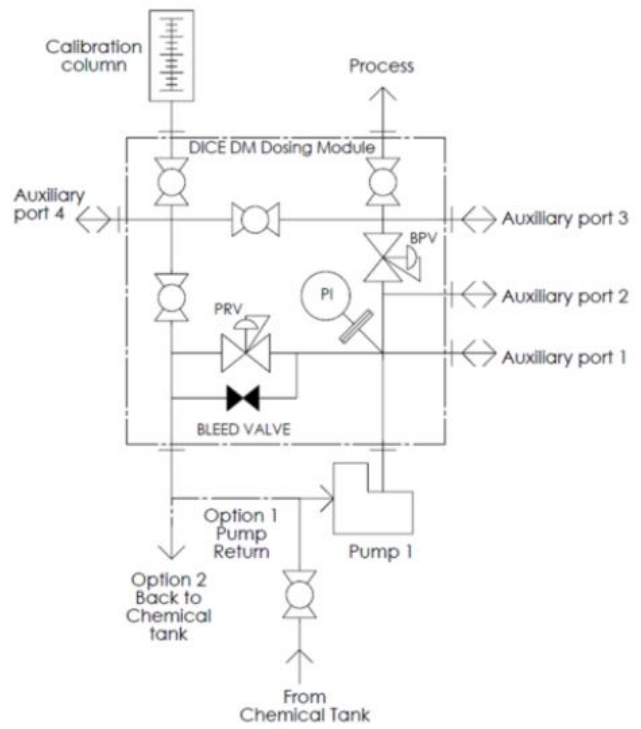 Calibration
column
Process
DICE DM Dosing Module
Auxiliary
port 4
Auxiliary port 3
BPV
PI
Auxiliary port 2
PRV
Auxiliary port 1
BLEED VALVE
Option 1
Pump
Return
Pump 1
Option 2
Back to
Chemical
tank
From
Chemical Tank